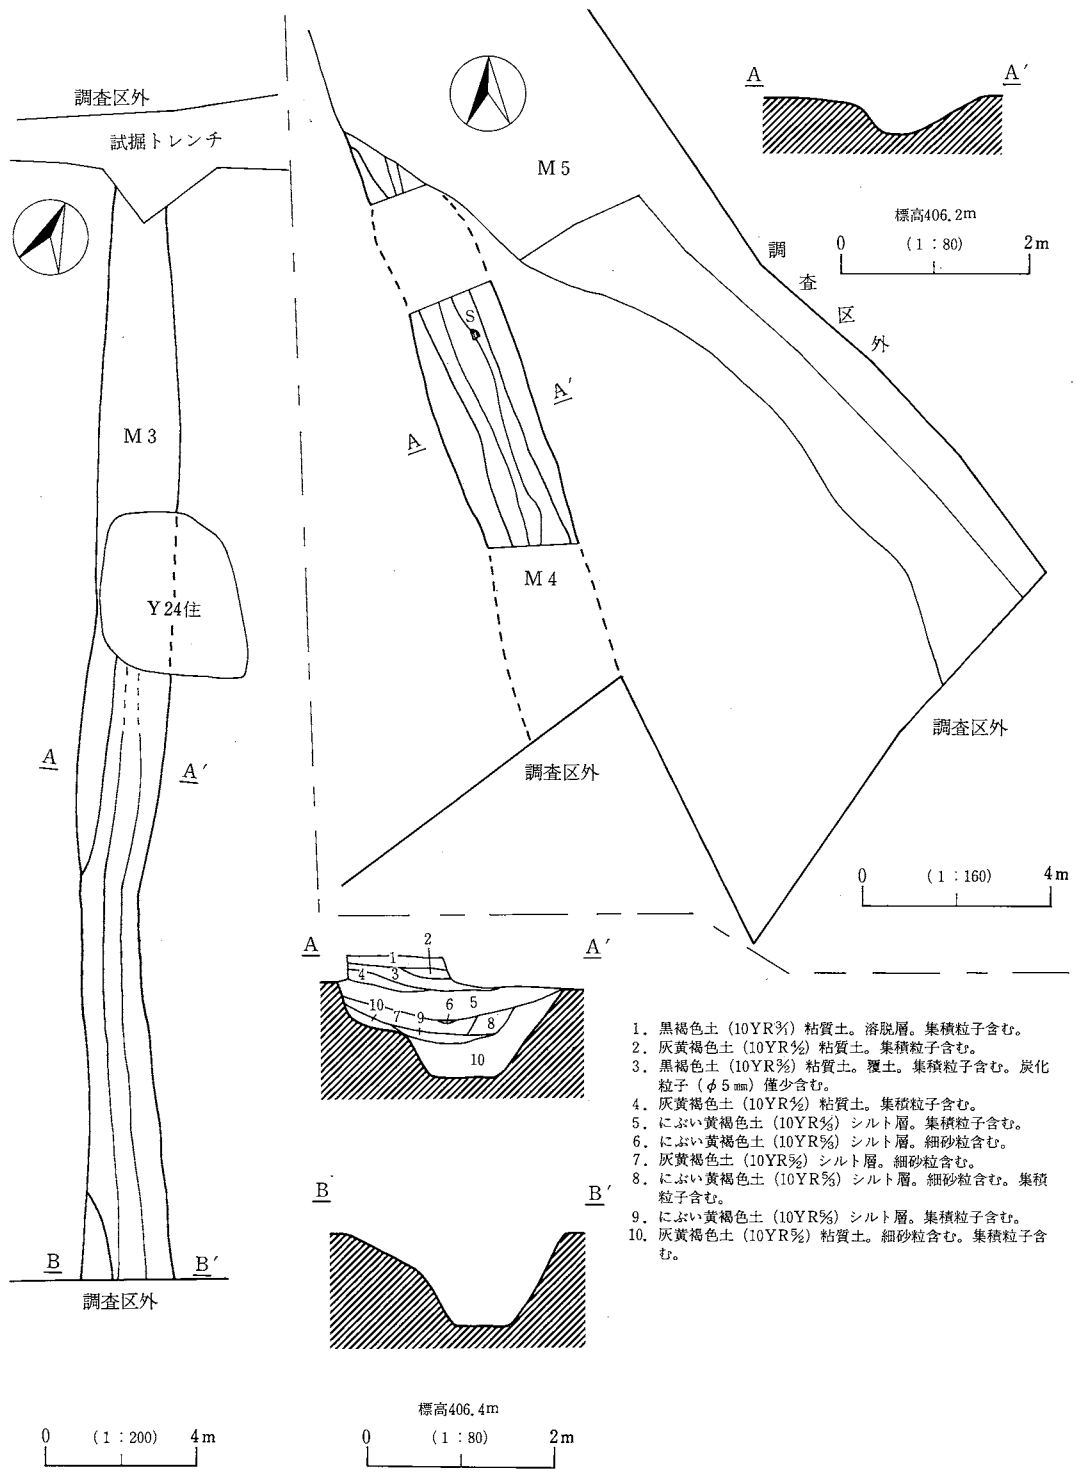 調査区外
試掘トレンチ
M3
Y24住
A
A′
B
B′
調査区外
0 (1:200) 4m
M5
S
A
A′
M4
調査区外
調査区外
調査区外
A
A′
標高406.2m
0 (1:80) 2m
0 (1:160) 4m
A
A′
1
2
3
4
5
6
7
8
9
10
10
B
B′
標高406.4m
0 (1:80) 2m
1. 黒褐色土(10YR3/1)粘質土。溶脱層。集積粒子含む。
2. 灰黄褐色土(10YR4/2)粘質土。集積粒子含む。
3. 黒褐色土(10YR3/2)粘質土。覆土。集積粒子含む。炭化
粒子(φ5㎜)僅少含む。
4. 灰黄褐色土(10YR4/2)粘質土。集積粒子含む。
5. にぶい黄褐色土(10YR4/3)シルト層。集積粒子含む。
6. にぶい黄褐色土(10YR5/3)シルト層。細砂粒含む。
7. 灰黄褐色土(10YR5/2)シルト層。細砂粒含む。
8. にぶい黄褐色土(10YR5/3)シルト層。細砂粒含む。集積
粒子含む。
9. にぶい黄褐色土(10YR5/3)シルト層。集積粒子含む。
10. 灰黄褐色土(10YR5/2)粘質土。細砂粒含む。集積粒子含
む。